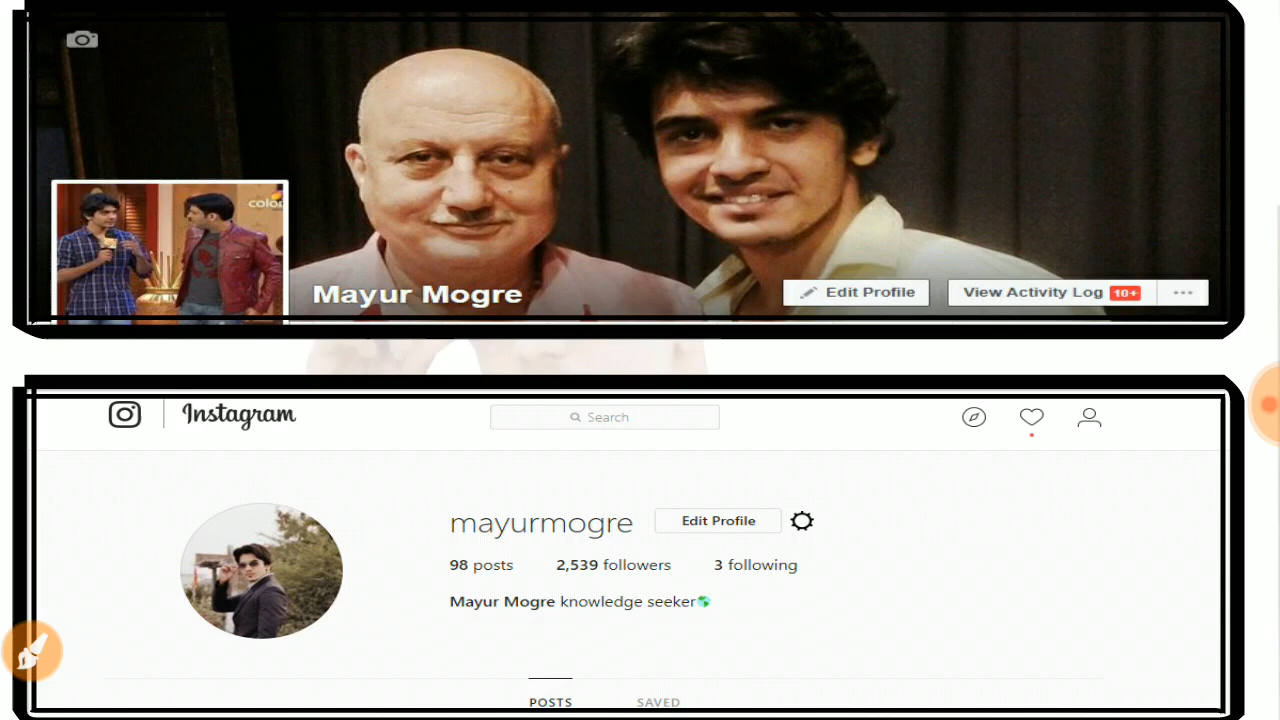 color
Mayur Mogre
Edit Profile
View Activity Log 10+
Instagram
Search
mayurmogre
Edit Profile
98 posts
2,539 followers
3 following
Mayur Mogre knowledge seeker
POSTS
SAVED